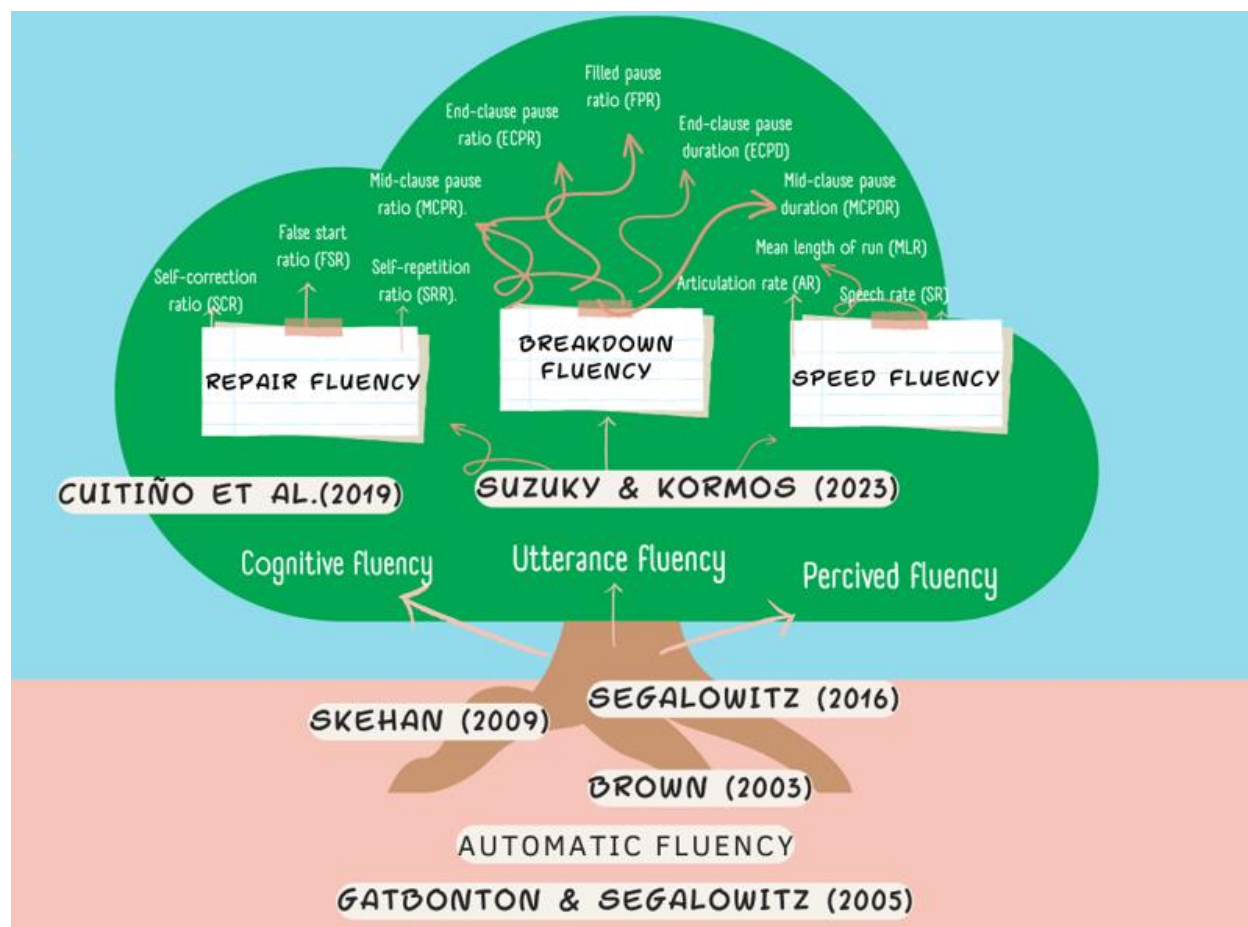 Filled pause
ratio (FPR)
End-clause pause
ratio (ECPR)
End-clause pause
duration (ECPD)
Mid-clause pause
ratio (MCPR).
Mid-clause pause
duration (MCPDR)
False start
ratio (FSR)
Mean length of run (MLR)
Self-correction
ratio (SCR)
Self-repetition
ratio (SRR).
Articulation rate (AR)
Speech rate (SR)
REPAIR FLUENCY
BREAKDOWN
FLUENCY
SPEED FLUENCY
CUITIÑO ET AL.(2019)
SUZUKY & KORMOS (2023)
Cognitive fluency
Utterance fluency
Percived fluency
SKEHAN (2009)
SEGALOWITZ (2016)
BROWN (2003)
AUTOMATIC FLUENCY
GATBONTON & SEGALOWITZ (2005)